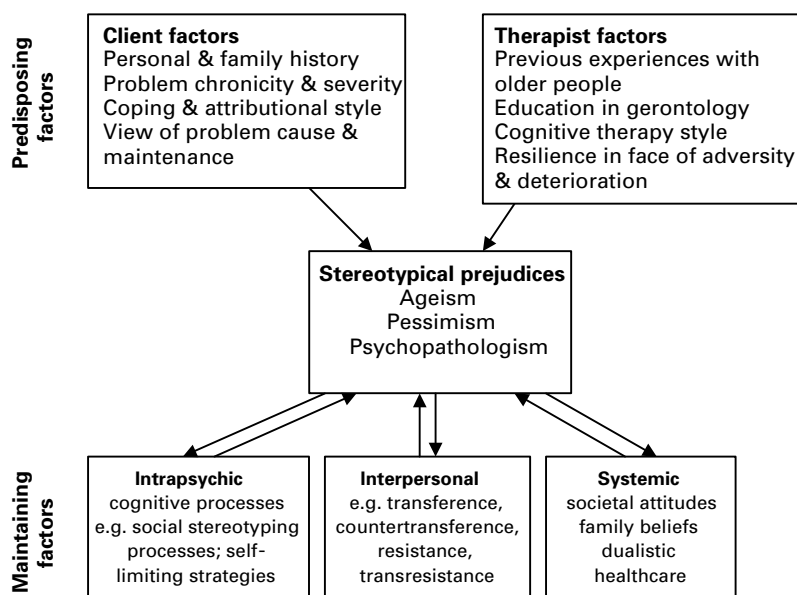 Predisposing
factors
Client factors
Personal & family history
Problem chronicity & severity
Coping & attributional style
View of problem cause &
maintenance
Therapist factors
Previous experiences with
older people
Education in gerontology
Cognitive therapy style
Resilience in face of adversity
& deterioration
Stereotypical prejudices
Ageism
Pessimism
Psychopathologism
Maintaining
factors
Intrapsychic
cognitive processes
e.g. social stereotyping
processes; self-
limiting strategies
Interpersonal
e.g. transference,
countertransference,
resistance,
transresistance
Systemic
societal attitudes
family beliefs
dualistic
healthcare